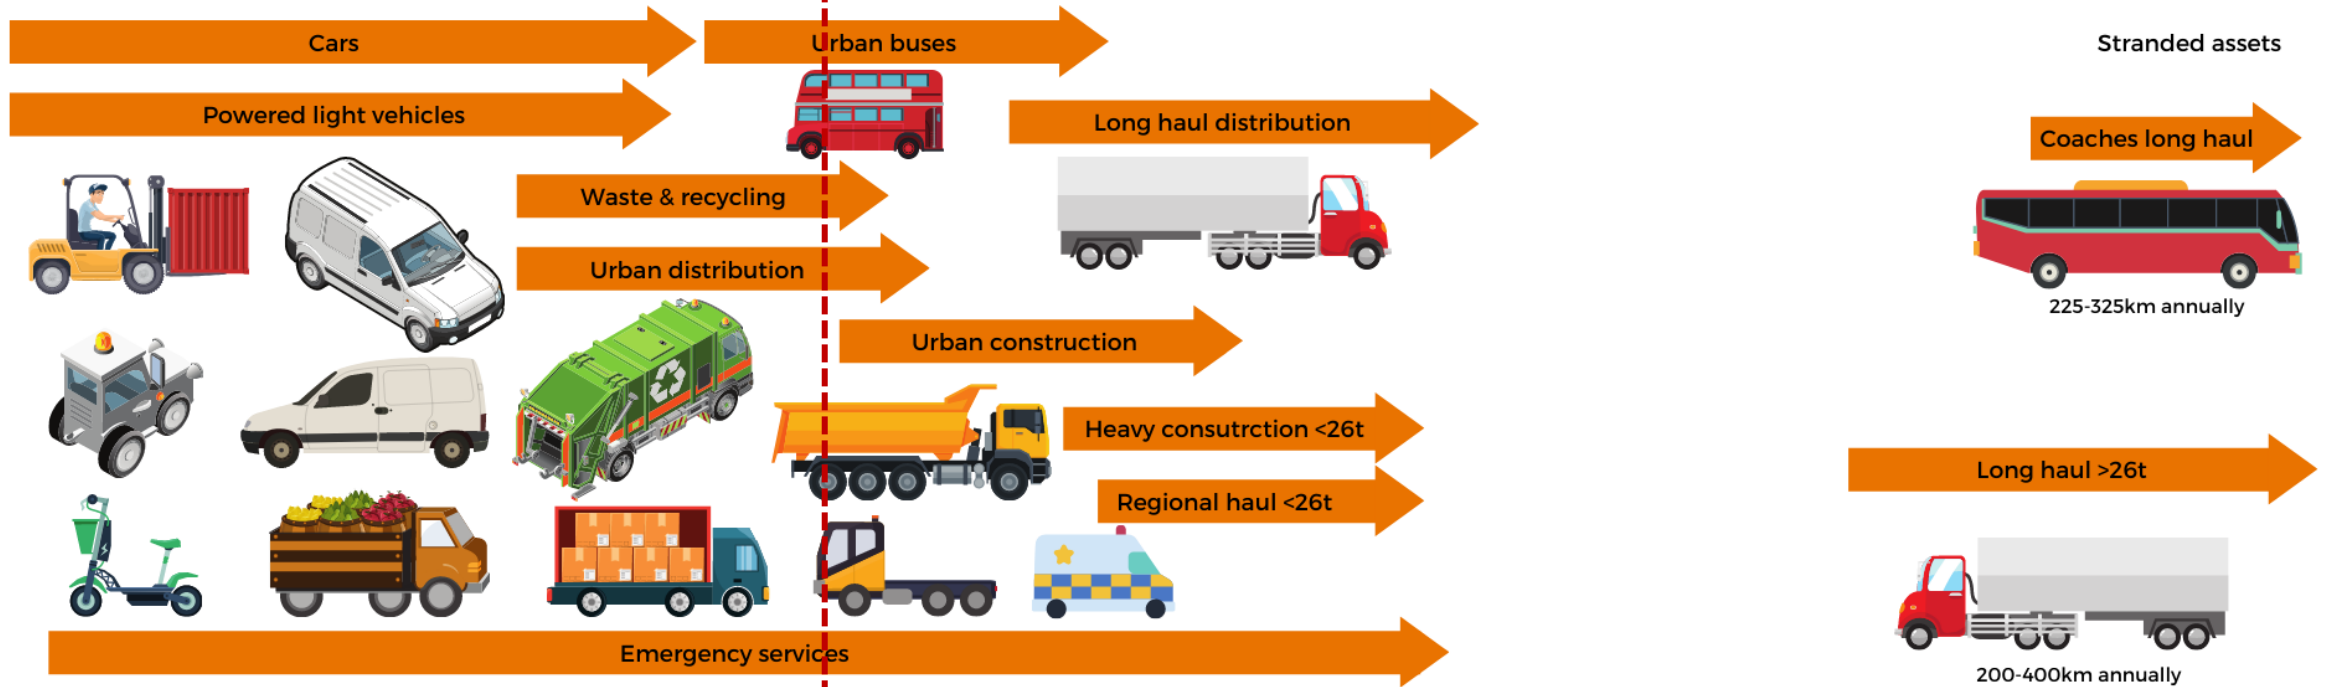 Cars
Urban buses
Stranded assets
Powered light vehicles
Long haul distribution
Coaches long haul
Waste & recycling
Urban distribution
225-325km annually
Urban construction
Heavy consutrction <26t
Long haul >26t
Regional haul <26t
Emergency services
200-400km annually